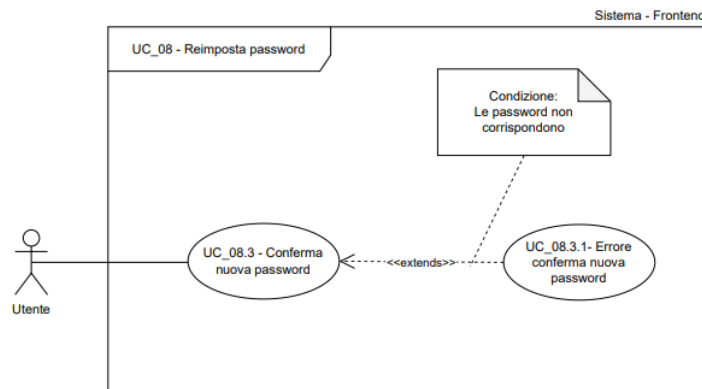 Sistema - Frontend
UC_08 - Reimposta password
Condizione:
Le password non
corrispondono
UC_08.3 - Conferma
nuova password
<<extends>>
UC_08.3.1- Errore
conferma nuova
password
Utente